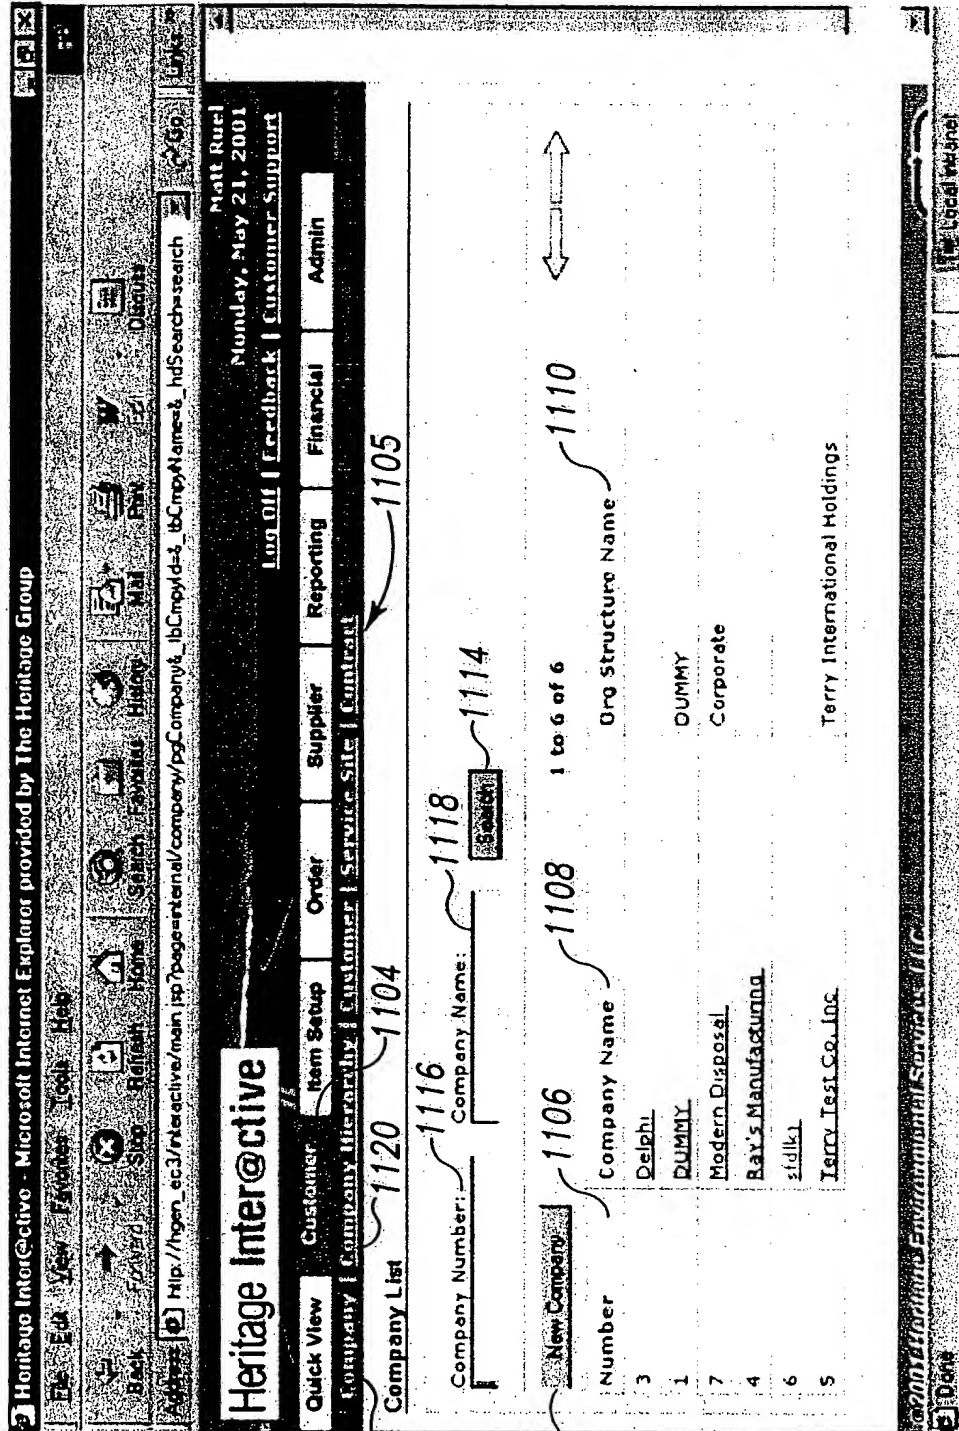 Heritage Inter@ctive - Microsoft Internet Explorer provided by The Heritage Group
File Edit View Favorites Tools Help
Back Forward Stop Refresh Home Search Favorites History Mail Print Edit Discuss
Address http://hgen_ec3/interactive/main.jsp?page=internal/company/pgCompany&_tbCmpyId=&_tbCmpyName=&_hdSearch=search Go Links
Heritage Inter@ctive
Matt Ruel
Monday, May 21, 2001
Log Off | Feedback | Customer Support
Quick View Customer Item Setup Order Supplier Reporting Financial Admin
Company | Company Hierarchy | Customer | Service Site | Contract
1105
Company List
1120
1104
1116
1118
1114
Company Number: Company Name: Search
New Company
1106
1108
1 to 6 of 6
1110
Number Company Name Org Structure Name
3 Delphi
1 DUMMY DUMMY
7 Modern Disposal Corporate
4 Ray's Manufacturing
6 sfdlkj
5 Terry Test Co. Inc Terry International Holdings
Done
Local intranet